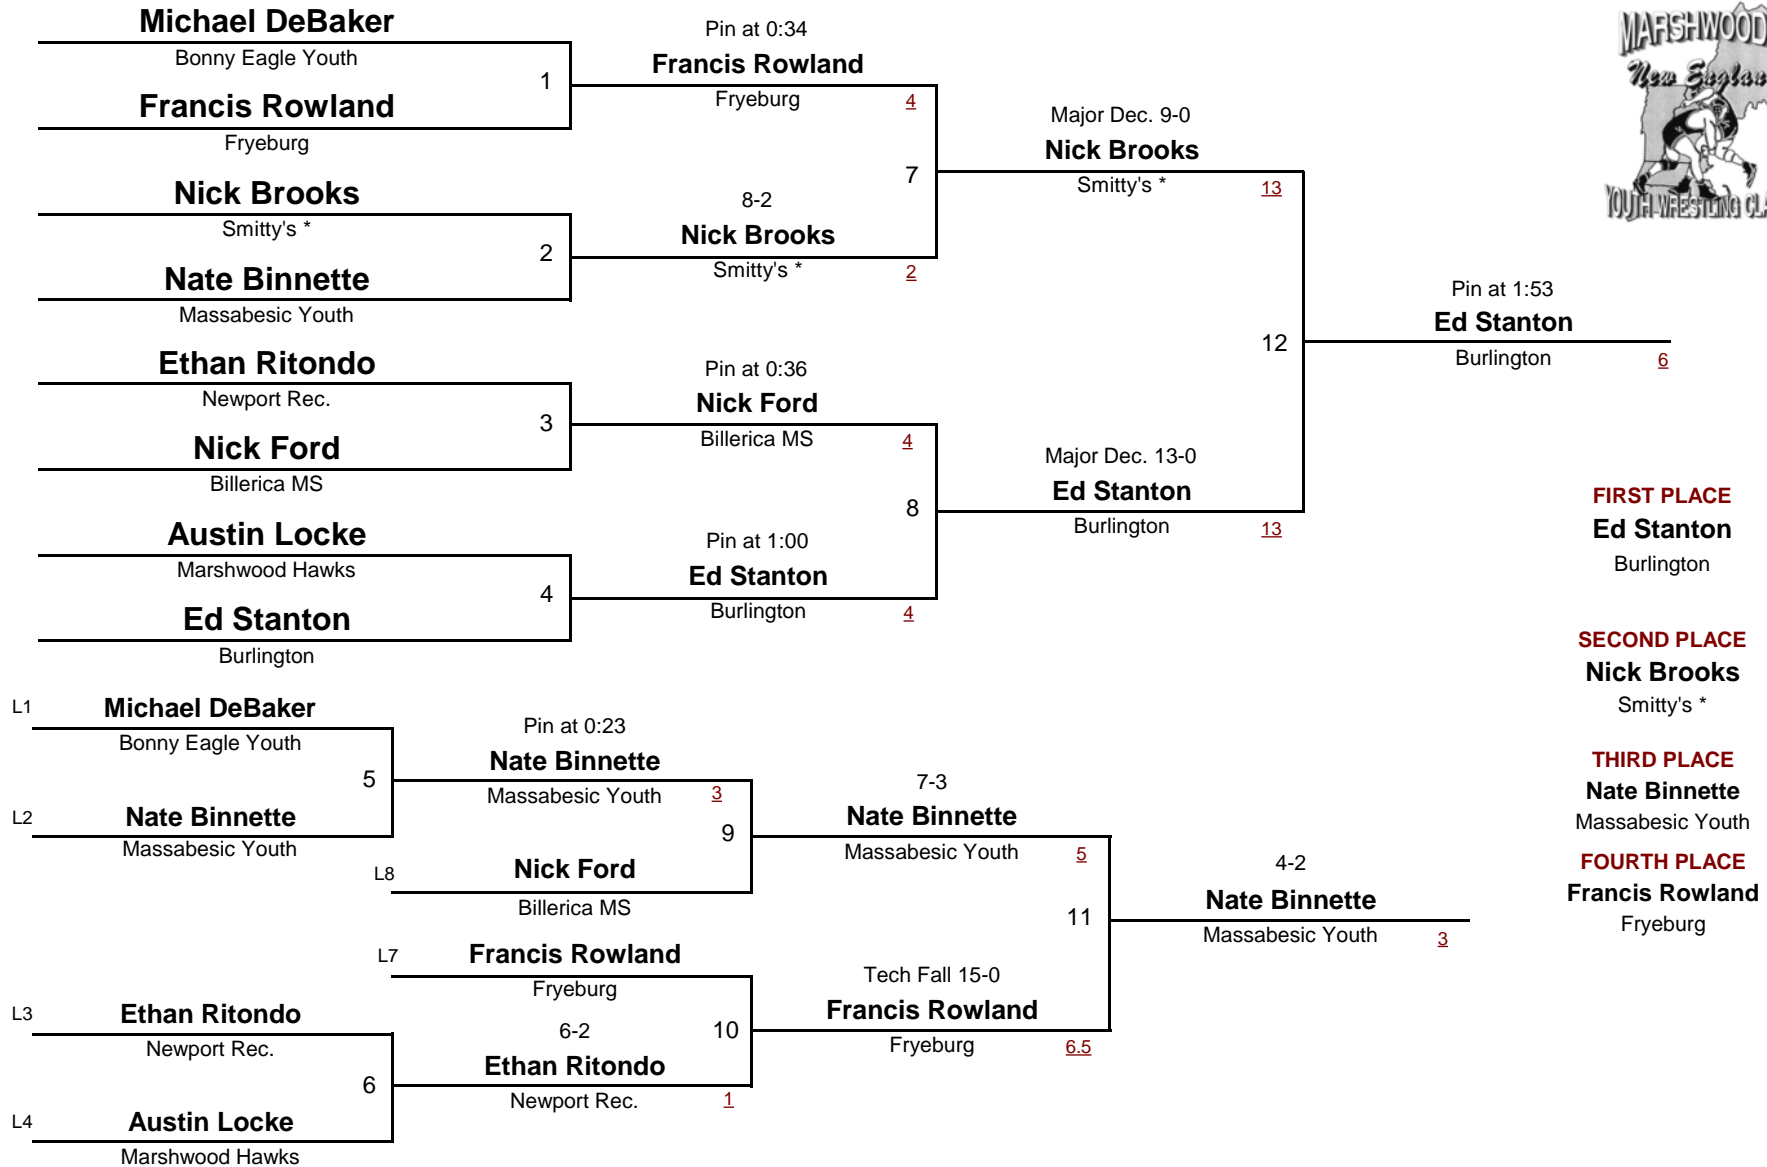 Michael DeBaker
Bonny Eagle Youth
1
Francis Rowland
Fryeburg
Nick Brooks
Smitty's *
2
Nate Binnette
Massabesic Youth
Ethan Ritondo
Newport Rec.
3
Nick Ford
Billerica MS
Austin Locke
Marshwood Hawks
4
Ed Stanton
Burlington
Pin at 0:34
Francis Rowland
Fryeburg 4
7
8-2
Nick Brooks
Smitty's * 2
Pin at 0:36
Nick Ford
Billerica MS 4
8
Pin at 1:00
Ed Stanton
Burlington 4
Major Dec. 9-0
Nick Brooks
Smitty's * 13
12
Major Dec. 13-0
Ed Stanton
Burlington 13
Pin at 1:53
Ed Stanton
Burlington 6
MARSHWOOD
New England
YOUTH WRESTLING CLA
FIRST PLACE
Ed Stanton
Burlington
SECOND PLACE
Nick Brooks
Smitty's *
THIRD PLACE
Nate Binnette
Massabesic Youth
FOURTH PLACE
Francis Rowland
Fryeburg
L1 Michael DeBaker
Bonny Eagle Youth
5
L2 Nate Binnette
Massabesic Youth
L3 Ethan Ritondo
Newport Rec.
6
L4 Austin Locke
Marshwood Hawks
Pin at 0:23
Nate Binnette
Massabesic Youth 3
9
L8 Nick Ford
Billerica MS
L7 Francis Rowland
Fryeburg
10
6-2
Ethan Ritondo
Newport Rec. 1
7-3
Nate Binnette
Massabesic Youth 5
11
Tech Fall 15-0
Francis Rowland
Fryeburg 6.5
4-2
Nate Binnette
Massabesic Youth 3